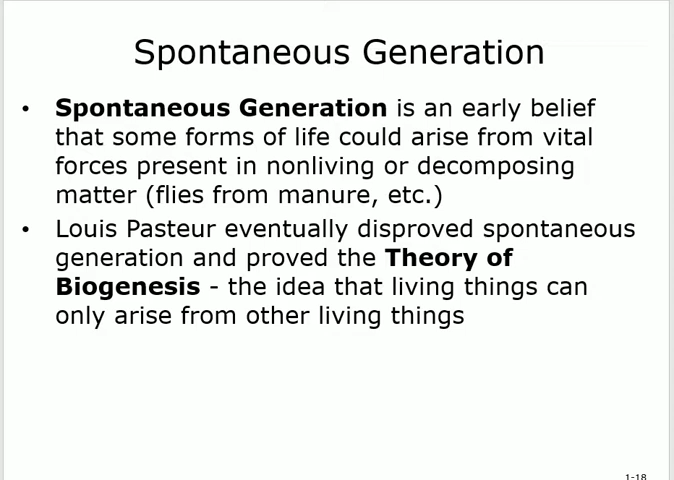 Spontaneous Generation
• Spontaneous Generation is an early belief
that some forms of life could arise from vital
forces present in nonliving or decomposing
matter (flies from manure, etc.)
• Louis Pasteur eventually disproved spontaneous
generation and proved the Theory of
Biogenesis - the idea that living things can
only arise from other living things
1-18